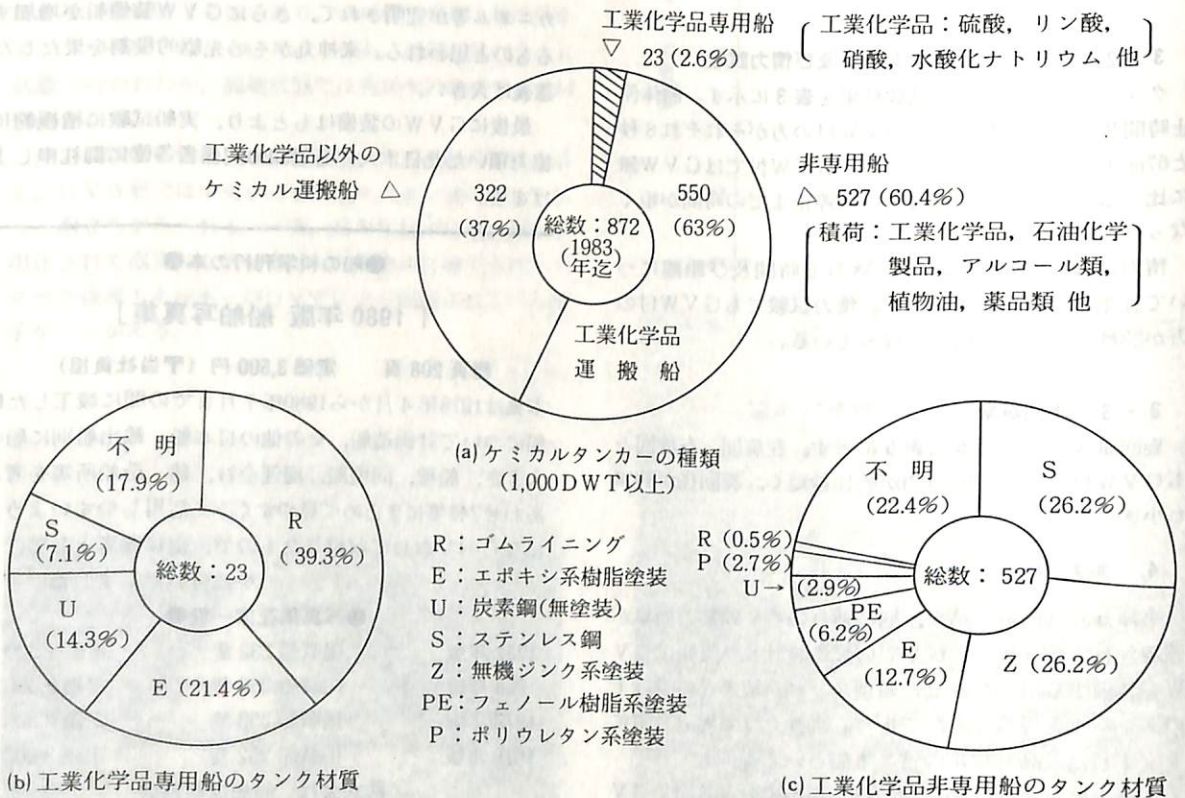 工業化学品専用船
▽
23(2.6%)
工業化学品：硫酸，リン酸，
硝酸，水酸化ナトリウム 他
工業化学品以外の
ケミカル運搬船 △
322
(37%)
総数：872
(1983年迄)
550
(63%)
工業化学品
運搬船
非専用船
△ 527 (60.4%)
積荷：工業化学品，石油化学
製品，アルコール類，
植物油，薬品類 他
(a)ケミカルタンカーの種類
(1,000DWT以上)
不明
(17.9%)
S
(7.1%)
U
(14.3%)
E (21.4%)
R
(39.3%)
総数：23
(b)工業化学品専用船のタンク材質
R：ゴムライニング
E：エポキシ系樹脂塗装
U：炭素鋼(無塗装)
S：ステンレス鋼
Z：無機ジンク系塗装
PE：フェノール樹脂系塗装
P：ポリウレタン系塗装
不明
(22.4%)
S
(26.2%)
R (0.5%)
P (2.7%)
U→
(2.9%)
PE
(6.2%)
E
(12.7%)
Z (26.2%)
総数：527
(c)工業化学品非専用船のタンク材質